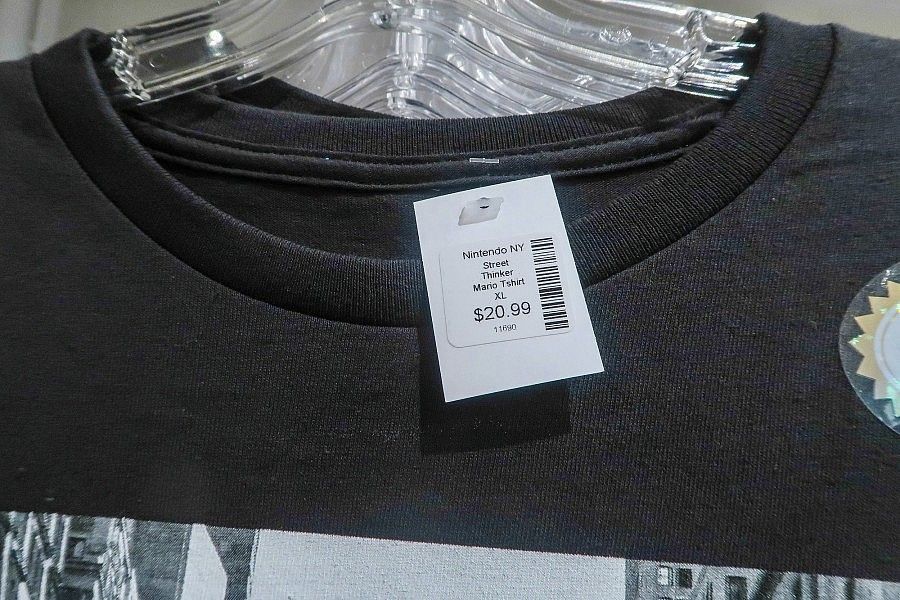 Nintendo NY
Street
Thinker
Mario Tshirt
XL
$20.99
11690